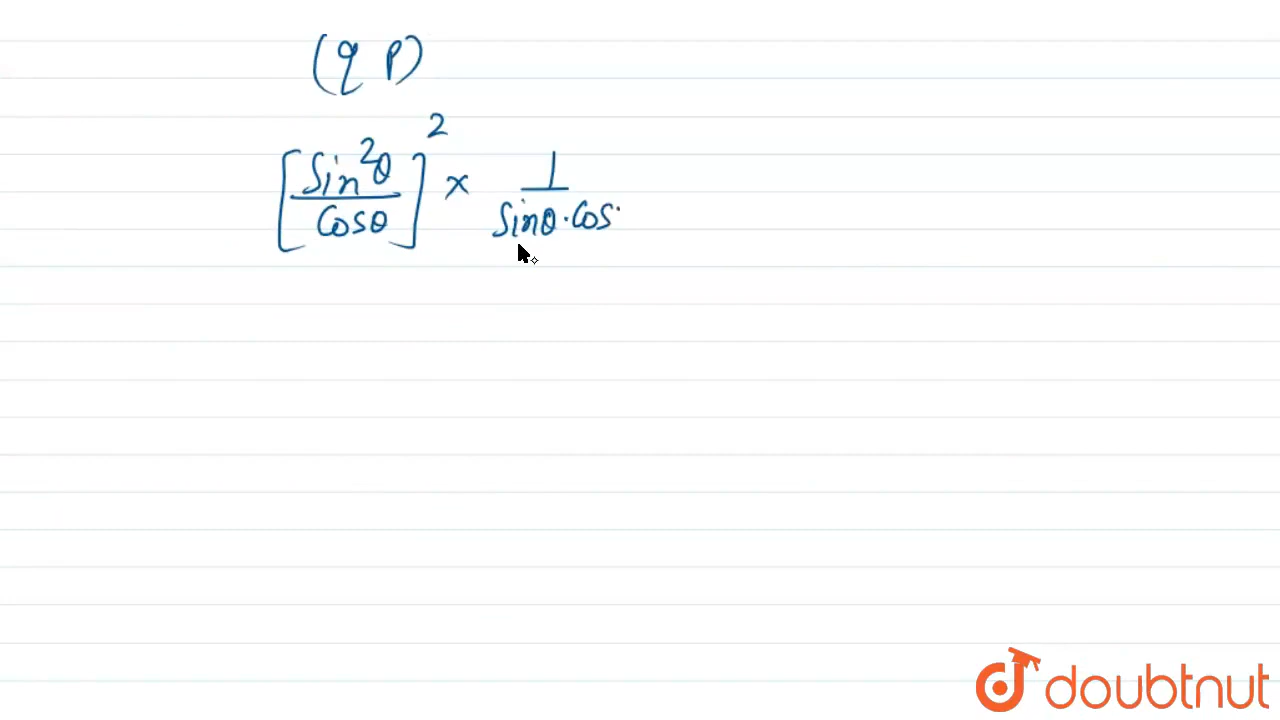 (q p)
[sin²θ/cosθ]² × 1/sinθ·cos·
doubtnut